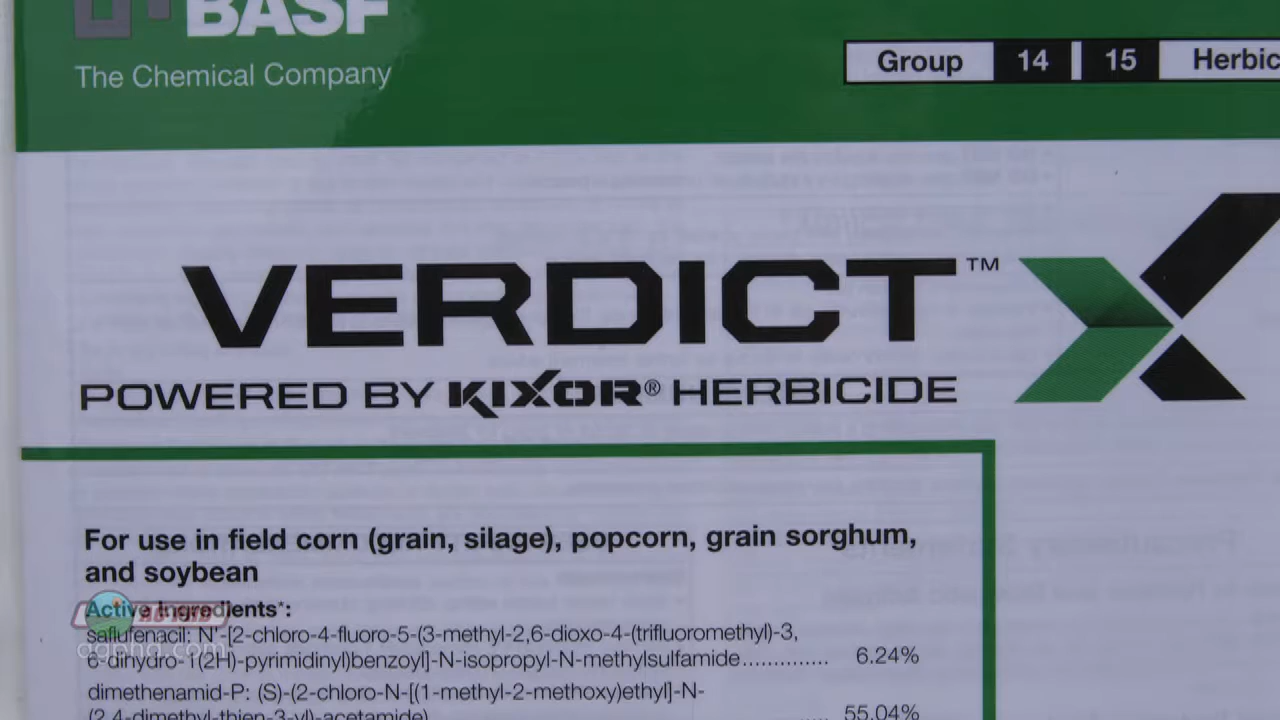 BASF
The Chemical Company
Group 14 15 Herbic
VERDICT™
POWERED BY KIXOR® HERBICIDE
For use in field corn (grain, silage), popcorn, grain sorghum,
and soybean
Active Ingredients*:
saflufenacil: N'-[2-chloro-4-fluoro-5-(3-methyl-2,6-dioxo-4-(trifluoromethyl)-3,
6-dihydro-1(2H)-pyrimidinyl)benzoyl]-N-isopropyl-N-methylsulfamide.............. 6.24%
dimethenamid-P: (S)-(2-chloro-N-[(1-methyl-2-methoxy)ethyl]-N-
(2,4-dimethyl-thien-3-yl)-acetamide) ..... 55.04%
AG PHD
agphd.com